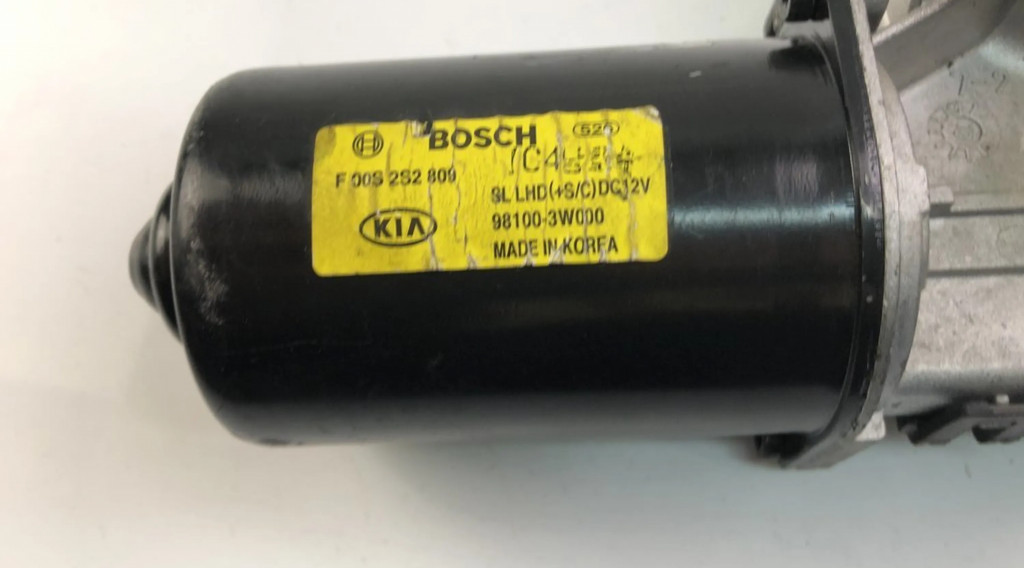 BOSCH
F 00S 2S2 809
SL LHD(+S/C)DC12V
KIA
98100-3W000
MADE IN KOREA